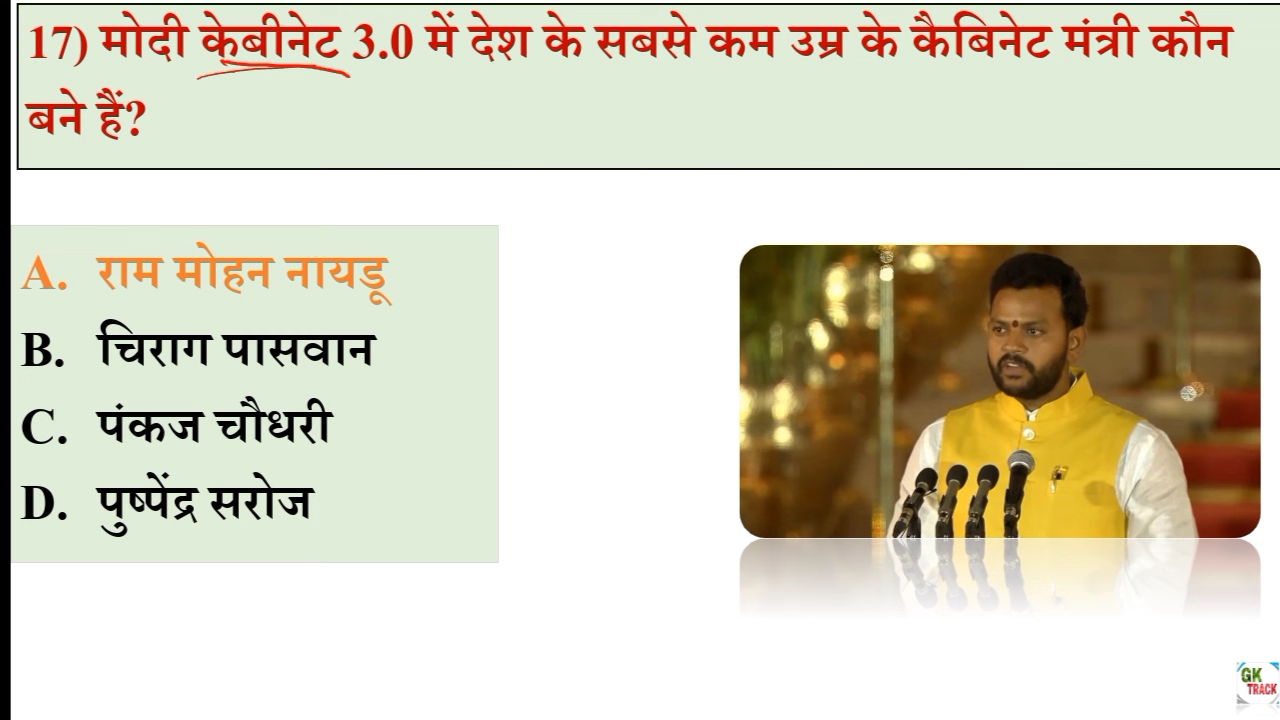 17) मोदी केबीनेट 3.0 में देश के सबसे कम उम्र के कैबिनेट मंत्री कौन
बने हैं?
A. राम मोहन नायडू
B. चिराग पासवान
C. पंकज चौधरी
D. पुष्पेंद्र सरोज
GK
TRACK